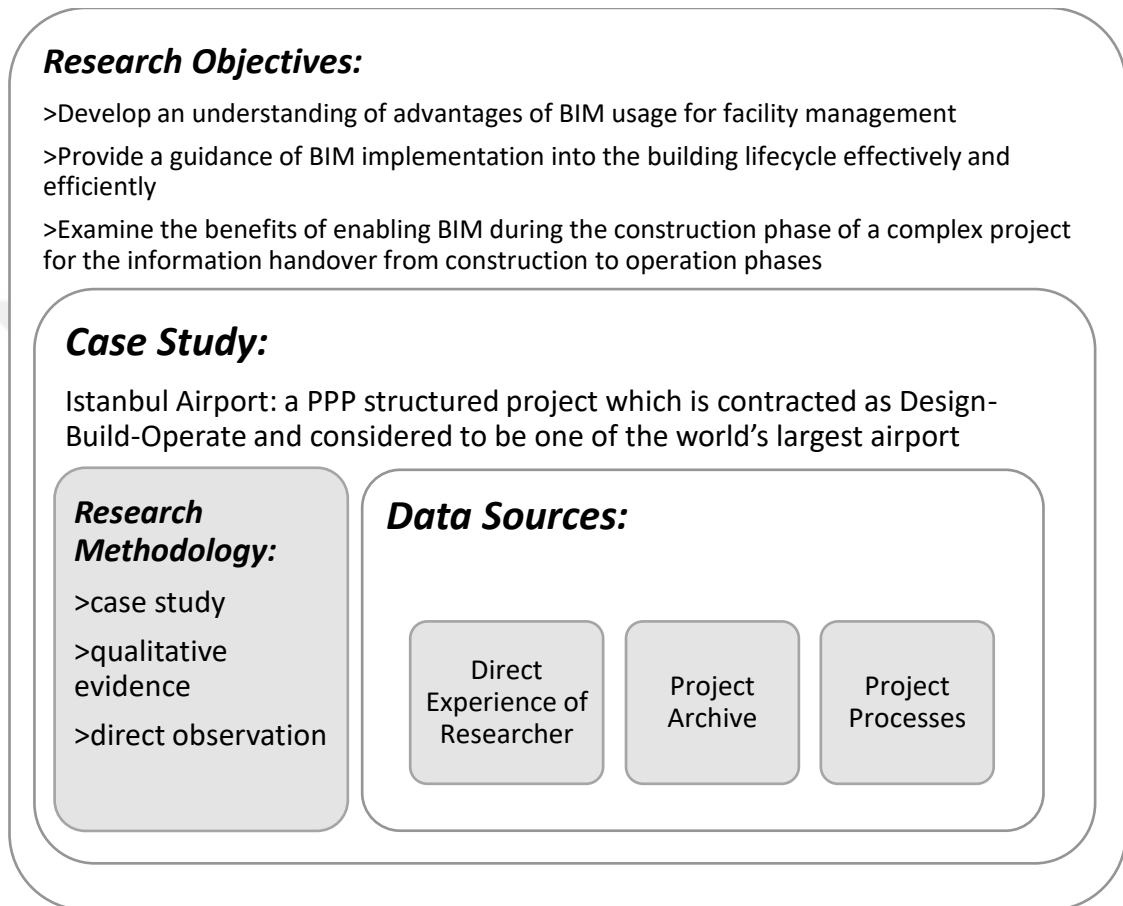 Research Objectives:
>Develop an understanding of advantages of BIM usage for facility management
>Provide a guidance of BIM implementation into the building lifecycle effectively and
efficiently
>Examine the benefits of enabling BIM during the construction phase of a complex project
for the information handover from construction to operation phases
Case Study:
Istanbul Airport: a PPP structured project which is contracted as Design-
Build-Operate and considered to be one of the world’s largest airport
Research
Methodology:
>case study
>qualitative
evidence
>direct observation
Data Sources:
Direct
Experience of
Researcher
Project
Archive
Project
Processes